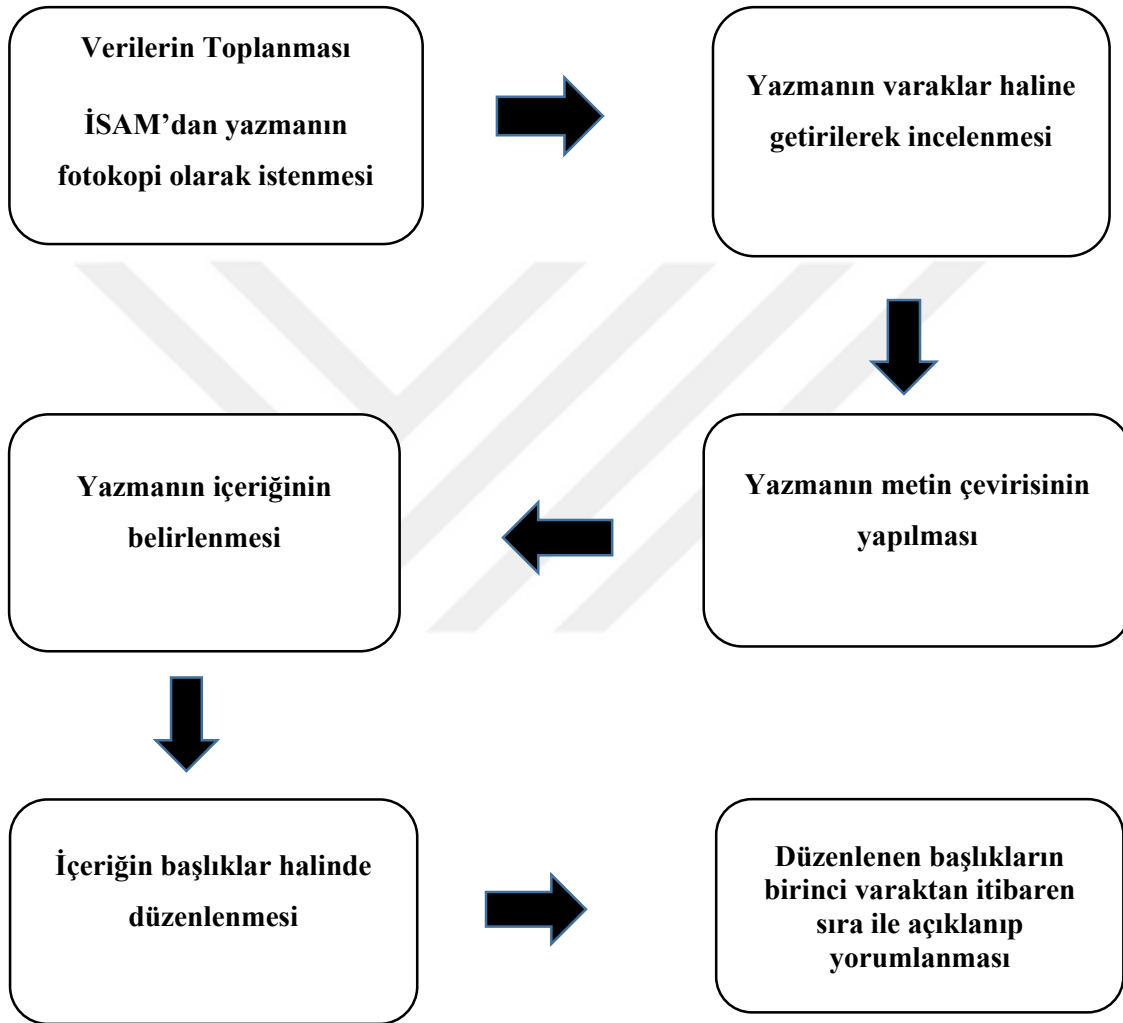 Verilerin Toplanması
İSAM’dan yazmanın
fotokopi olarak istenmesi
Yazmanın varaklar haline
getirilerek incelenmesi
Yazmanın metin çevirisinin
yapılması
Yazmanın içeriğinin
belirlenmesi
İçeriğin başlıklar halinde
düzenlenmesi
Düzenlenen başlıkların
birinci varaktan itibaren
sıra ile açıklanıp
yorumlanması